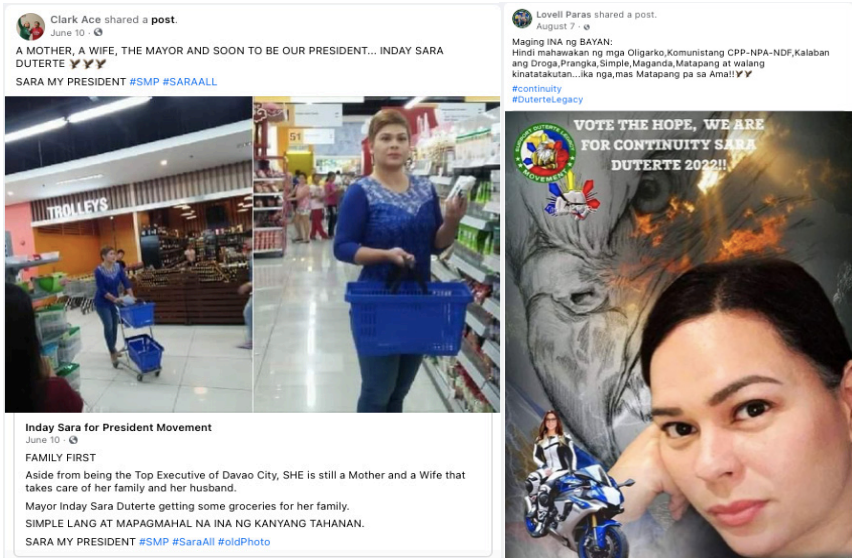 Clark Ace shared a post.
June 10 ·
A MOTHER, A WIFE, THE MAYOR AND SOON TO BE OUR PRESIDENT... INDAY SARA
DUTERTE
SARA MY PRESIDENT #SMP #SARAALL
TROLLEYS
51
Inday Sara for President Movement
June 10 ·
FAMILY FIRST
Aside from being the Top Executive of Davao City, SHE is still a Mother and a Wife that
takes care of her family and her husband.
Mayor Inday Sara Duterte getting some groceries for her family.
SIMPLE LANG AT MAPAGMAHAL NA INA NG KANYANG TAHANAN.
SARA MY PRESIDENT #SMP #SaraAll #oldPhoto
Lovell Paras shared a post.
August 7 ·
Maging INA ng BAYAN:
Hindi mahawakan ng mga Oligarko,Komunistang CPP-NPA-NDF,Kalaban
ang Droga,Prangka,Simple,Maganda,Matapang at walang
kinatatakutan...ika nga,mas Matapang pa sa Ama!!
#continuity
#DuterteLegacy
SUPPORT DUTERTE LEGACY
MOVEMENT
VOTE THE HOPE, WE ARE
FOR CONTINUITY SARA
DUTERTE 2022!!